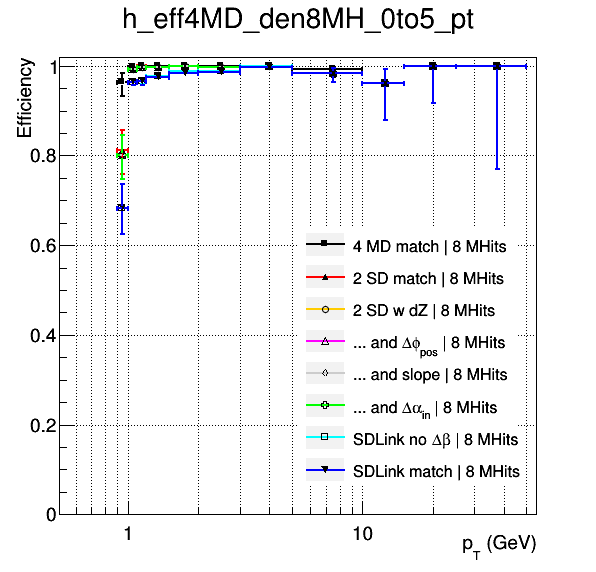 h_eff4MD_den8MH_0to5_pt
Efficiency
1
0.8
0.6
0.4
0.2
0
4 MD match | 8 MHits
2 SD match | 8 MHits
2 SD w dZ | 8 MHits
... and Δϕ_pos | 8 MHits
... and slope | 8 MHits
... and Δα_in | 8 MHits
SDLink no Δβ | 8 MHits
SDLink match | 8 MHits
1 10
p_T (GeV)